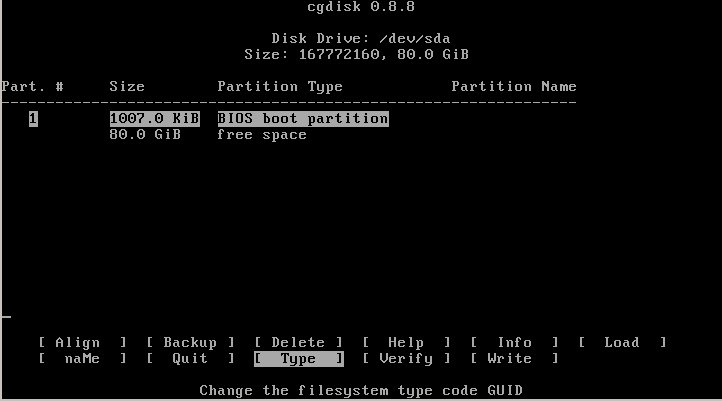 cgdisk 0.8.8
Disk Drive: /dev/sda
Size: 167772160, 80.0 GiB
Part. # Size Partition Type Partition Name
----------------------------------------------------------------
1 1007.0 KiB BIOS boot partition
80.0 GiB free space
[ Align ] [ Backup ] [ Delete ] [ Help ] [ Info ] [ Load ]
[ naMe ] [ Quit ] [ Type ] [ Verify ] [ Write ]
Change the filesystem type code GUID